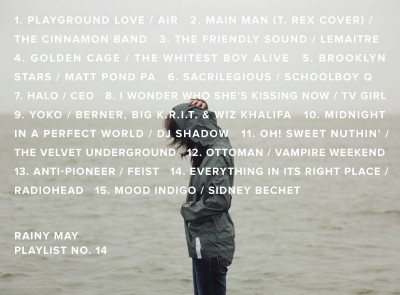 1. PLAYGROUND LOVE / AIR 2. MAIN MAN (T. REX COVER) /
THE CINNAMON BAND 3. THE FRIENDLY SOUND / LEMAITRE
4. GOLDEN CAGE / THE WHITEST BOY ALIVE 5. BROOKLYN
STARS / MATT POND PA 6. SACRILEGIOUS / SCHOOLBOY Q
7. HALO / CEO 8. I WONDER WHO SHE'S KISSING NOW / TV GIRL
9. YOKO / BERNER, BIG K.R.I.T. & WIZ KHALIFA 10. MIDNIGHT
IN A PERFECT WORLD / DJ SHADOW 11. OH! SWEET NUTHIN' /
THE VELVET UNDERGROUND 12. OTTOMAN / VAMPIRE WEEKEND
13. ANTI-PIONEER / FEIST 14. EVERYTHING IN ITS RIGHT PLACE /
RADIOHEAD 15. MOOD INDIGO / SIDNEY BECHET
RAINY MAY
PLAYLIST NO. 14